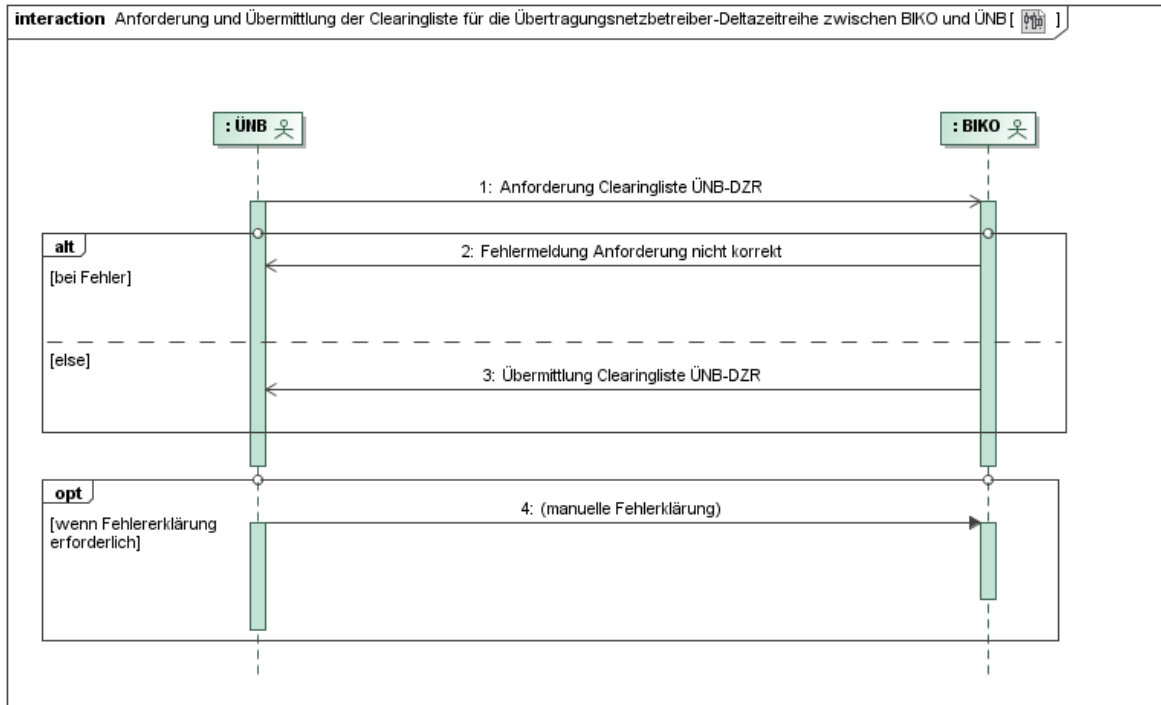 interaction Anforderung und Übermittlung der Clearingliste für die Übertragungsnetzbetreiber-Deltazeitreihe zwischen BIKO und ÜNB [ ]
: ÜNB
: BIKO
1: Anforderung Clearingliste ÜNB-DZR
alt
2: Fehlermeldung Anforderung nicht korrekt
[bei Fehler]
[else]
3: Übermittlung Clearingliste ÜNB-DZR
opt
4: (manuelle Fehlerklärung)
[wenn Fehlererklärung
erforderlich]